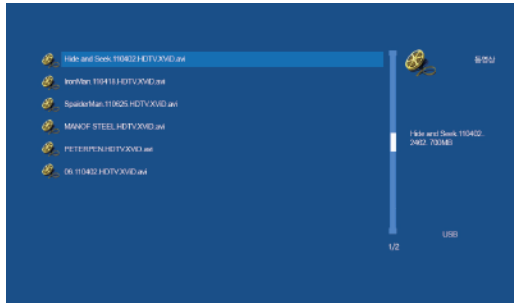 Hide and Seek.110402.HDTV.XViD.avi
IronMan.110418.HDTV.XViD.avi
SpaiderMan.110625.HDTV.XViD.avi
MANOF STEEL.HDTV.XViD.avi
PETERPEN.HDTV.XViD.avi
06.110402.HDTV.XViD.avi
동영상
Hide and Seek.110402.
2462. 700MB
USB
1/2